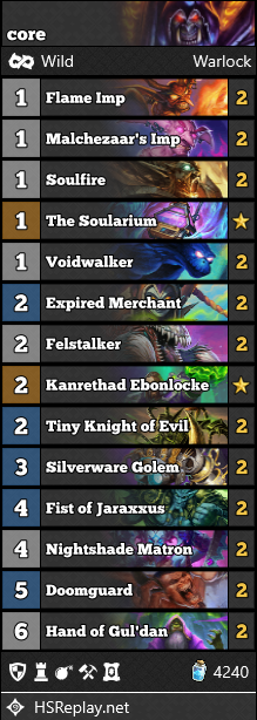 core
Wild Warlock
1 Flame Imp 2
1 Malchezaar's Imp 2
1 Soulfire 2
1 The Soularium ★
1 Voidwalker 2
2 Expired Merchant 2
2 Felstalker 2
2 Kanrethad Ebonlocke ★
2 Tiny Knight of Evil 2
3 Silverware Golem 2
4 Fist of Jaraxxus 2
4 Nightshade Matron 2
5 Doomguard 2
6 Hand of Gul'dan 2
4240
HSReplay.net